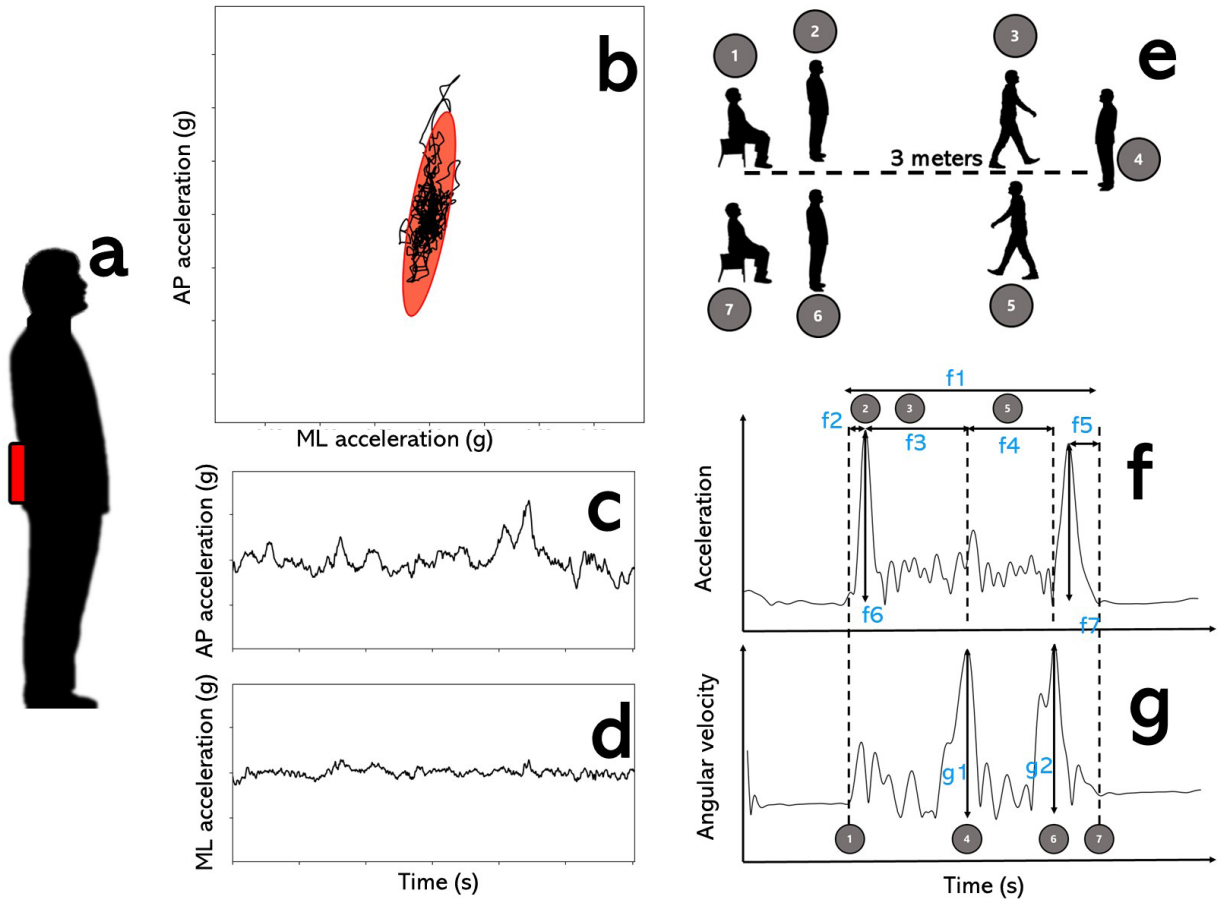 a
b
AP acceleration (g)
ML acceleration (g)
c
AP acceleration (g)
d
ML acceleration (g)
Time (s)
e
1
2
3
3 meters
4
7
6
5
f1
2
3
5
f2
f3
f4
f5
f
Acceleration
f6
f7
g
Angular velocity
g1
g2
1
4
6
7
Time (s)